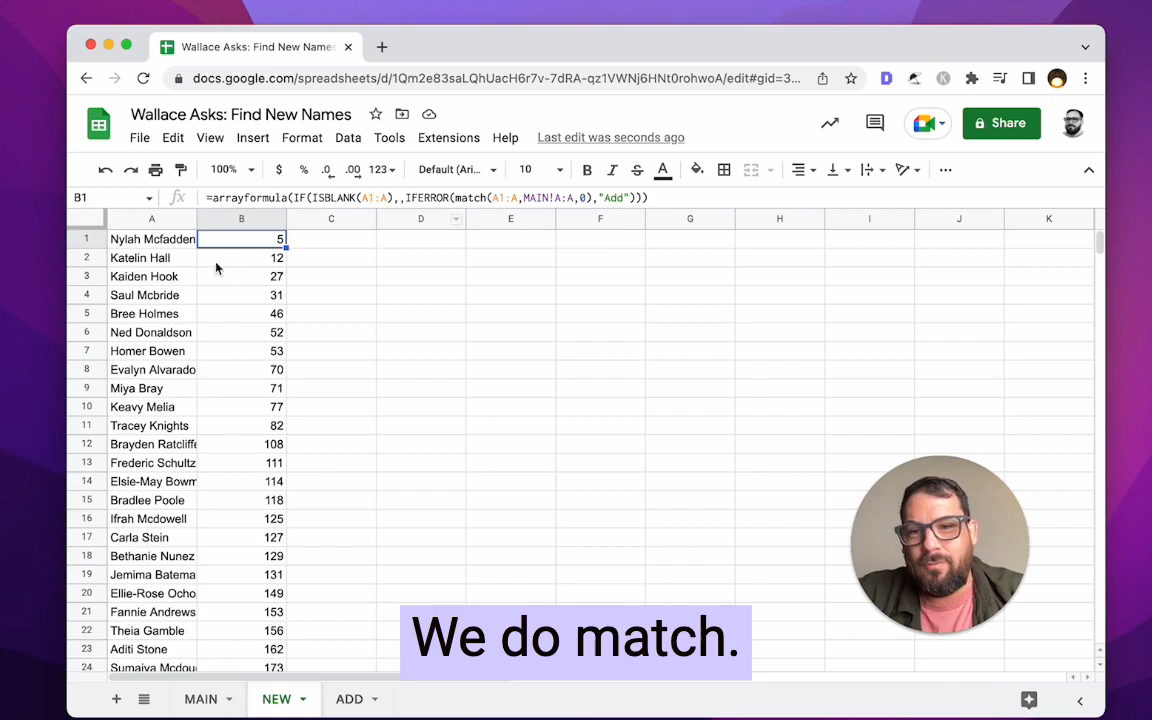 Wallace Asks: Find New Names
docs.google.com/spreadsheets/d/1Qm2e83saLQhUacH6r7v-7dRA-qz1VWNj6HNt0rohwoA/edit#gid=3...
Wallace Asks: Find New Names
File Edit View Insert Format Data Tools Extensions Help Last edit was seconds ago
Share
100% $ % .0 .00 123 Default (Ari... 10 B I S A
B1 fx =arrayformula(IF(ISBLANK(A1:A),,IFERROR(match(A1:A,MAIN!A:A,0),"Add")))
A B C D E F G H I J K
1 Nylah Mcfadden 5
2 Katelin Hall 12
3 Kaiden Hook 27
4 Saul Mcbride 31
5 Bree Holmes 46
6 Ned Donaldson 52
7 Homer Bowen 53
8 Evelyn Alvarado 70
9 Miya Bray 71
10 Keavy Melia 77
11 Tracey Knights 82
12 Brayden Ratcliffe 108
13 Frederic Schultz 111
14 Elsie-May Bowm 114
15 Bradlee Poole 118
16 Ifrah Mcdowell 125
17 Carla Stein 127
18 Bethanie Nunez 129
19 Jemima Batema 131
20 Ellie-Rose Ocho 149
21 Fannie Andrews 153
22 Theia Gamble 156
23 Aditi Stone 162
24 Sumaiya Mcdou 173
We do match.
MAIN NEW ADD